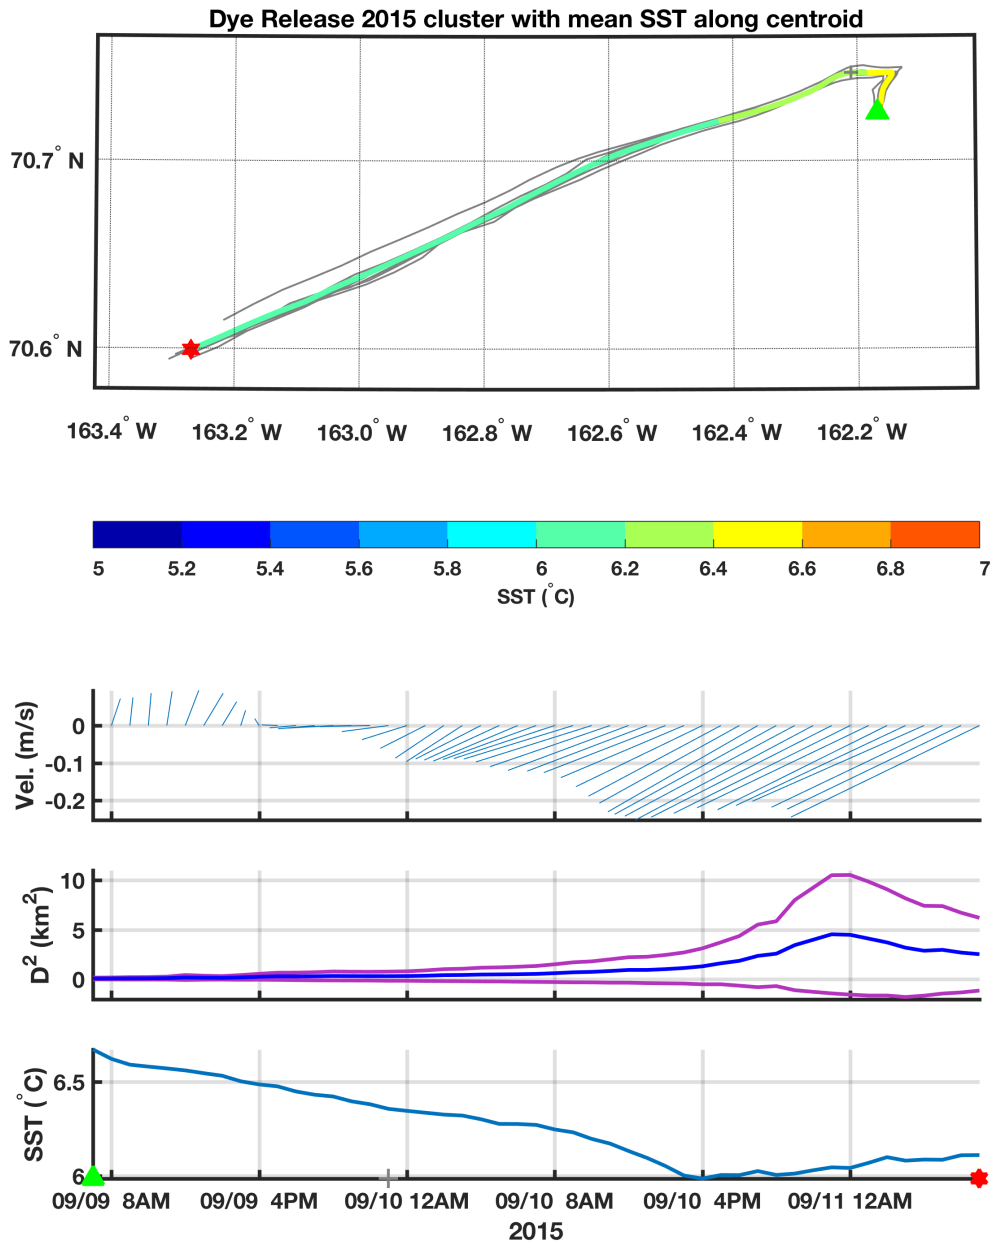 Dye Release 2015 cluster with mean SST along centroid
70.7° N
70.6° N
163.4° W 163.2° W 163.0° W 162.8° W 162.6° W 162.4° W 162.2° W
5 5.2 5.4 5.6 5.8 6 6.2 6.4 6.6 6.8 7
SST (°C)
Vel. (m/s)
0
-0.1
-0.2
D² (km²)
10
5
0
SST (°C)
6.5
6
09/09 8AM 09/09 4PM 09/10 12AM 09/10 8AM 09/10 4PM 09/11 12AM
2015